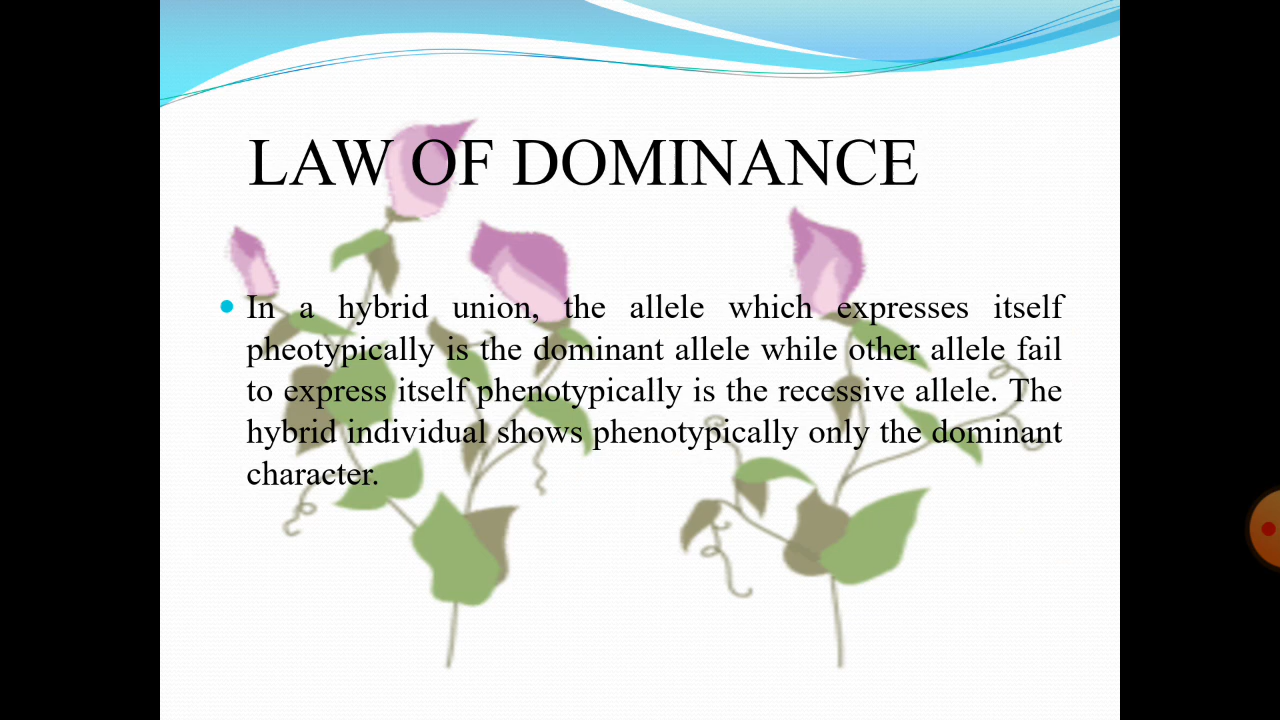 LAW OF DOMINANCE
In a hybrid union, the allele which expresses itself
pheotypically is the dominant allele while other allele fail
to express itself phenotypically is the recessive allele. The
hybrid individual shows phenotypically only the dominant
character.